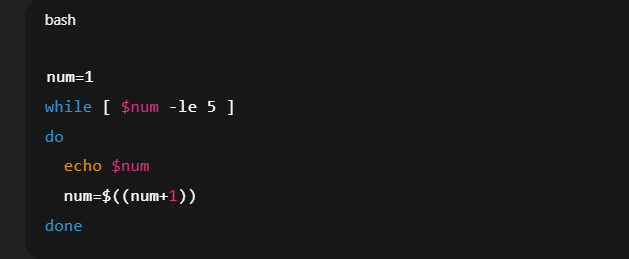 bash
num=1
while [ $num -le 5 ]
do
  echo $num
  num=$((num+1))
done